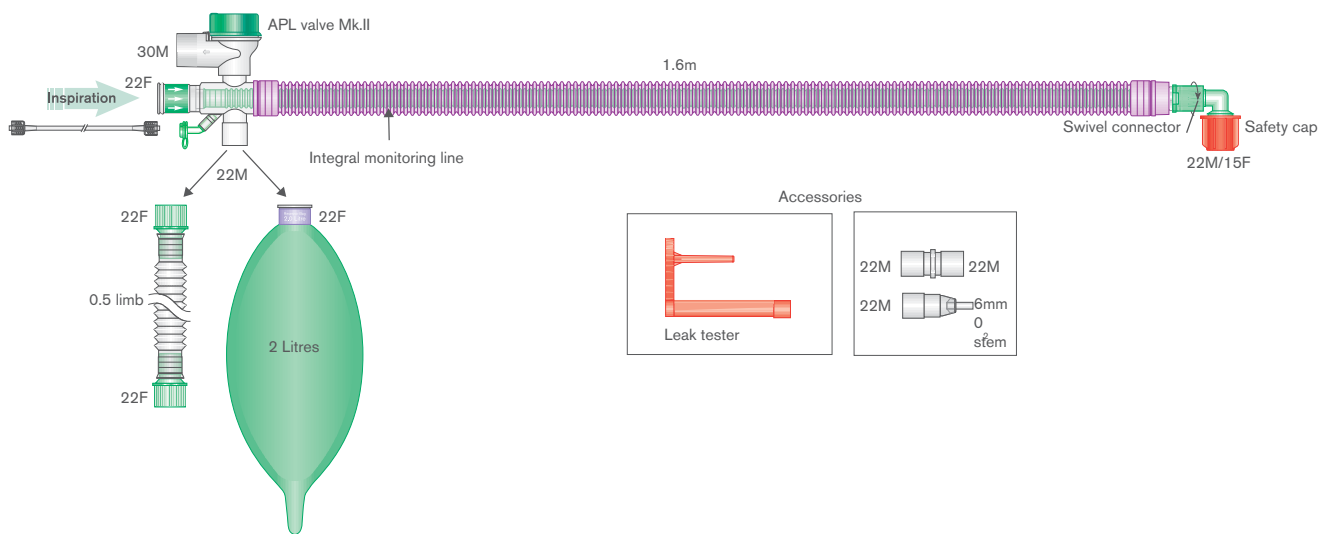 APL valve Mk.II
30M
1.6m
22F
Inspiration
Swivel connector
Safety cap
Integral monitoring line
22M/15F
22M
22F
22F
0.5 limb
2 Litres
22F
Accessories
Leak tester
22M
22M
22M
6mm
0
2
stem